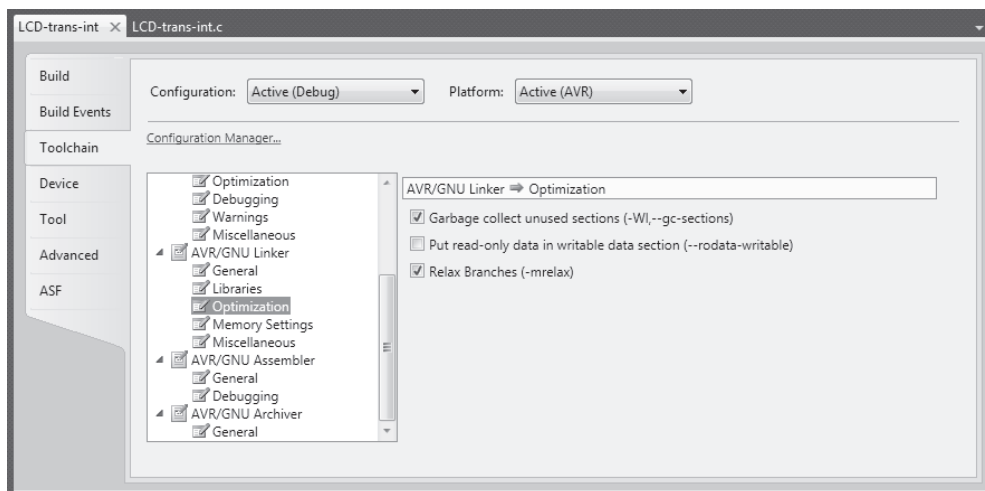 LCD-trans-int LCD-trans-int.c
Build
Build Events
Toolchain
Device
Tool
Advanced
ASF
Configuration: Active (Debug) Platform: Active (AVR)
Configuration Manager...
Optimization
Debugging
Warnings
Miscellaneous
AVR/GNU Linker
General
Libraries
Optimization
Memory Settings
Miscellaneous
AVR/GNU Assembler
General
Debugging
AVR/GNU Archiver
General
AVR/GNU Linker ➡ Optimization
Garbage collect unused sections (-Wl,--gc-sections)
Put read-only data in writable data section (--rodata-writable)
Relax Branches (-mrelax)